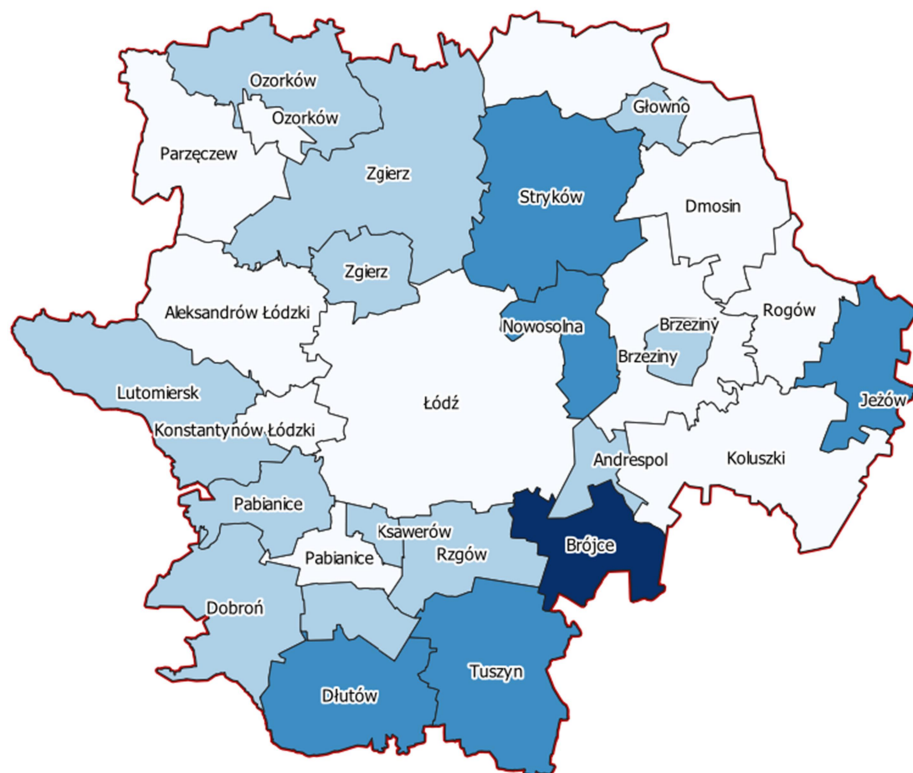 Ozorków
Głowno
Ozorków
Parzęczew
Zgierz
Stryków
Dmosin
Zgierz
Aleksandrów Łódzki
Rogów
Nowosolna
Brzeziny
Brzeziny
Lutomiersk
Łódź
Jeżów
Konstantynów Łódzki
Andrespol
Koluszki
Pabianice
Ksawerów
Brójce
Rzgów
Pabianice
Dobroń
Tuszyn
Dłutów